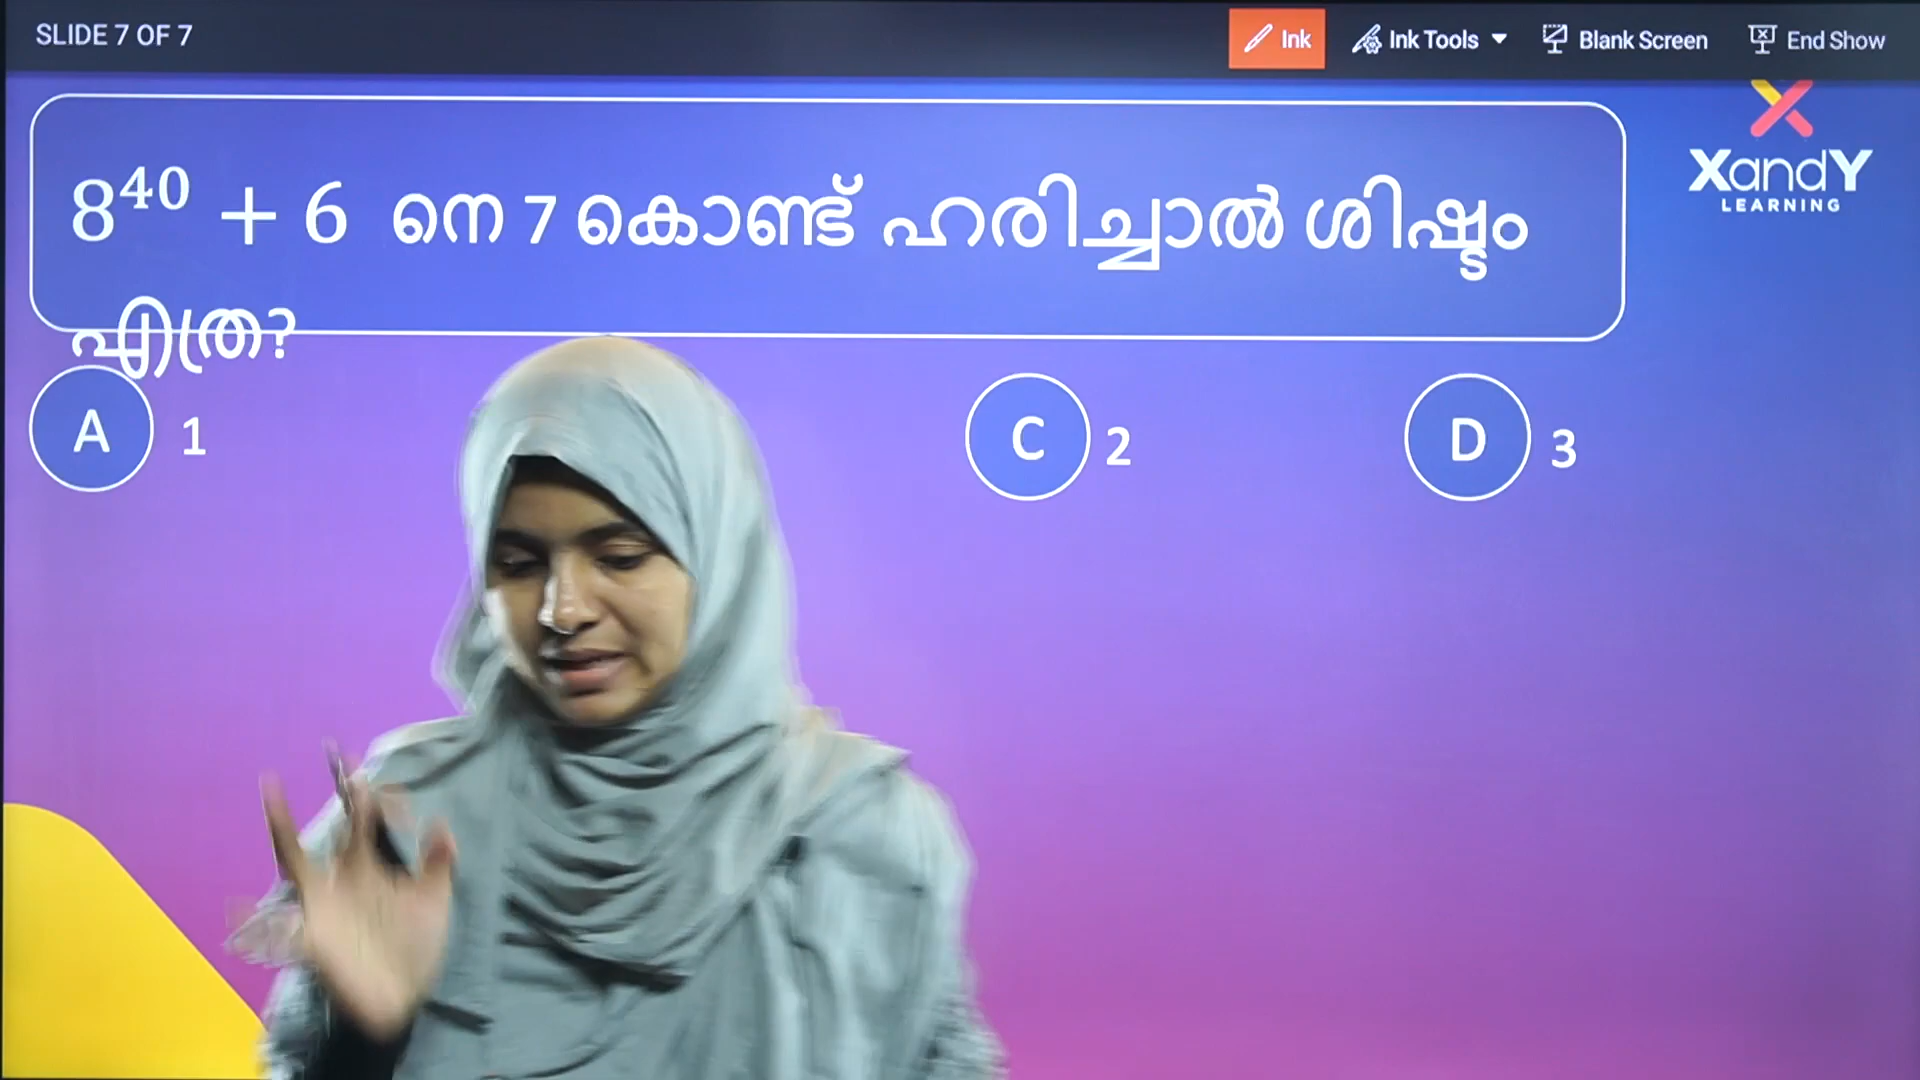 SLIDE 7 OF 7
Ink
Ink Tools
Blank Screen
End Show
XandY
LEARNING
8⁴⁰ + 6 നെ 7 കൊണ്ട് ഹരിച്ചാൽ ശിഷ്ടം
എത്ര?
A 1
C 2
D 3